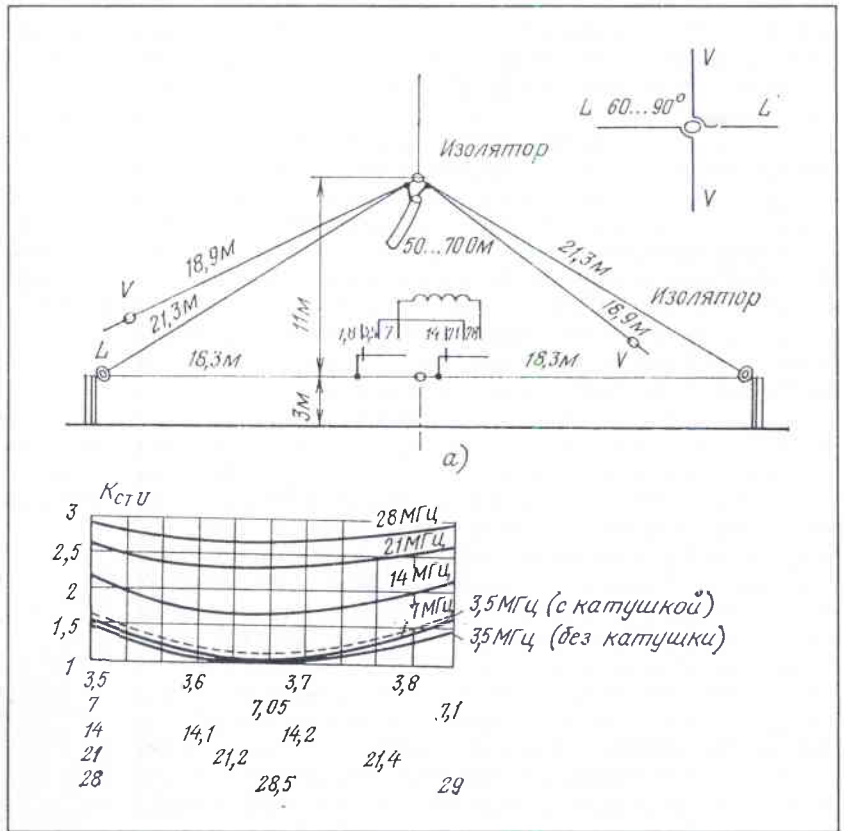 V
L 60...90° L
V
Изолятор
50...70 Ом
18,9м
21,3м
V
L
11м
21,3м
Изолятор
18,9м
V
1,8 3,5 7 14 21 28
18,3м
18,3м
3м
а)
КстU
3
2,5
2
1,5
1
28 МГц
21 МГц
14 МГц
7 МГц
3,5 МГц (с катушкой)
35 МГц (без катушки)
3,5 3,6 3,7 3,8
7 7,05 7,1
14 14,1 14,2
21 21,2 21,4
28 28,5 29